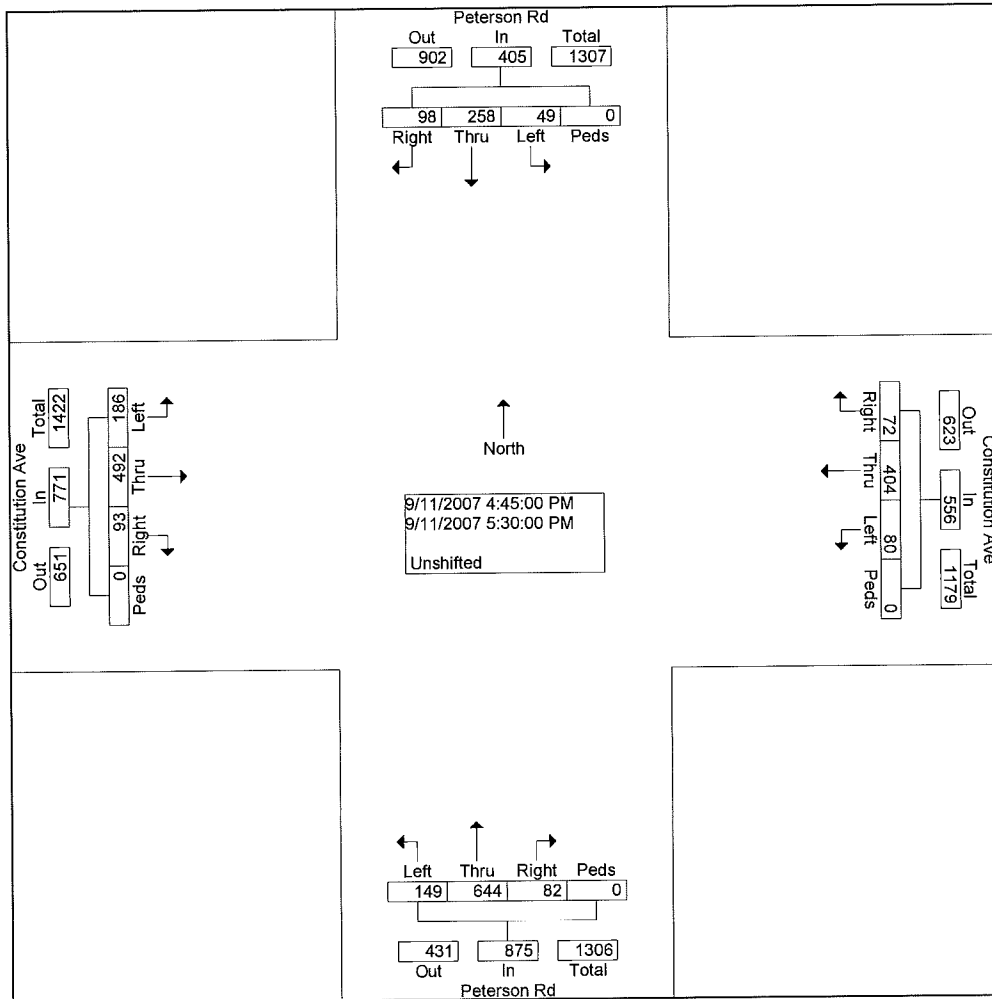 Peterson Rd
Out In Total
902 405 1307
98 258 49 0
Right Thru Left Peds
Constitution Ave
Out In Total
651 771 1422
186 492 93 0
Left Thru Right Peds
North
9/11/2007 4:45:00 PM
9/11/2007 5:30:00 PM
Unshifted
Right Thru Left Peds
72 404 80 0
Out In Total
623 556 1179
Constitution Ave
Left Thru Right Peds
149 644 82 0
431 875 1306
Out In Total
Peterson Rd